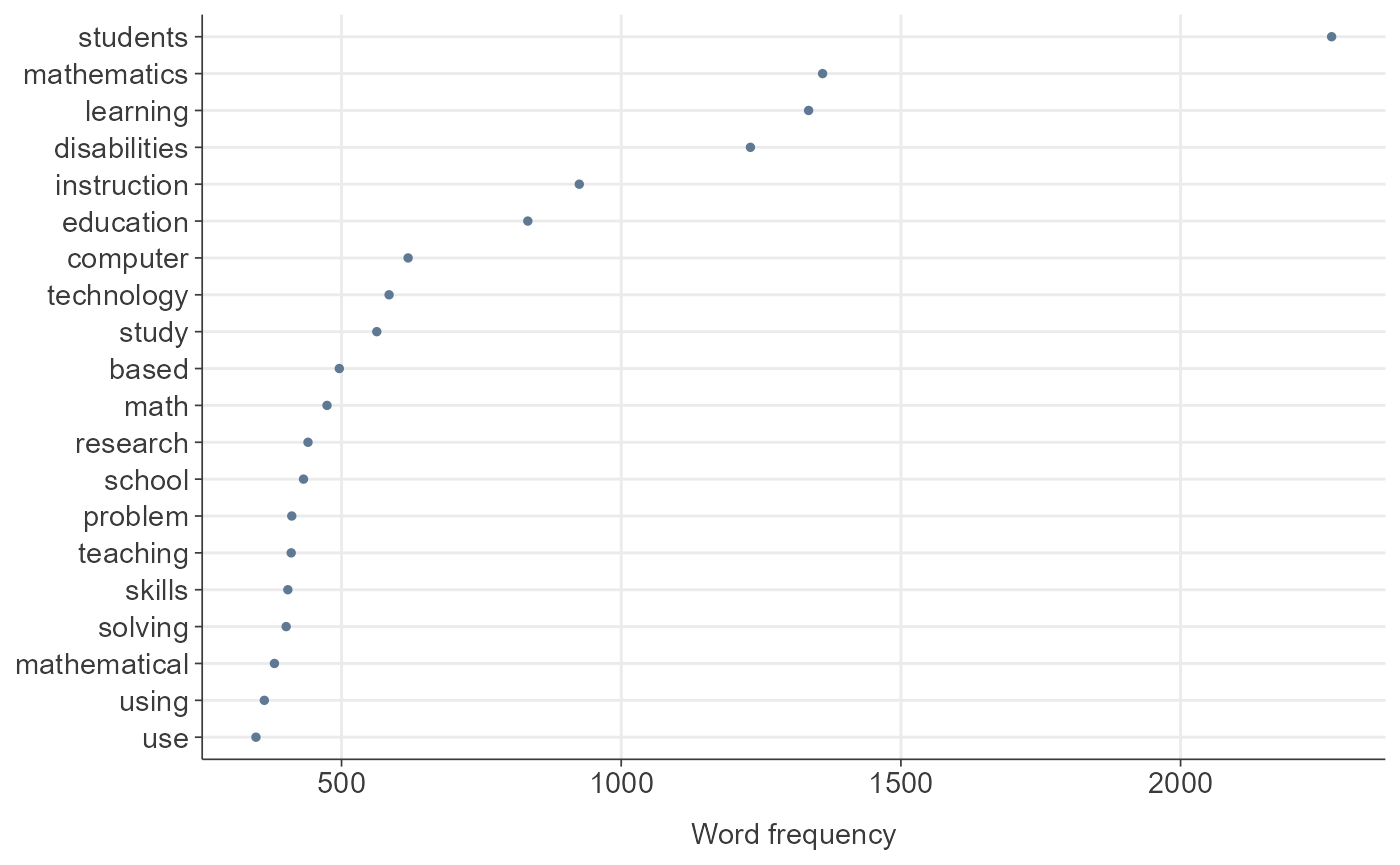 students
mathematics
learning
disabilities
instruction
education
computer
technology
study
based
math
research
school
problem
teaching
skills
solving
mathematical
using
use
500 1000 1500 2000
Word frequency